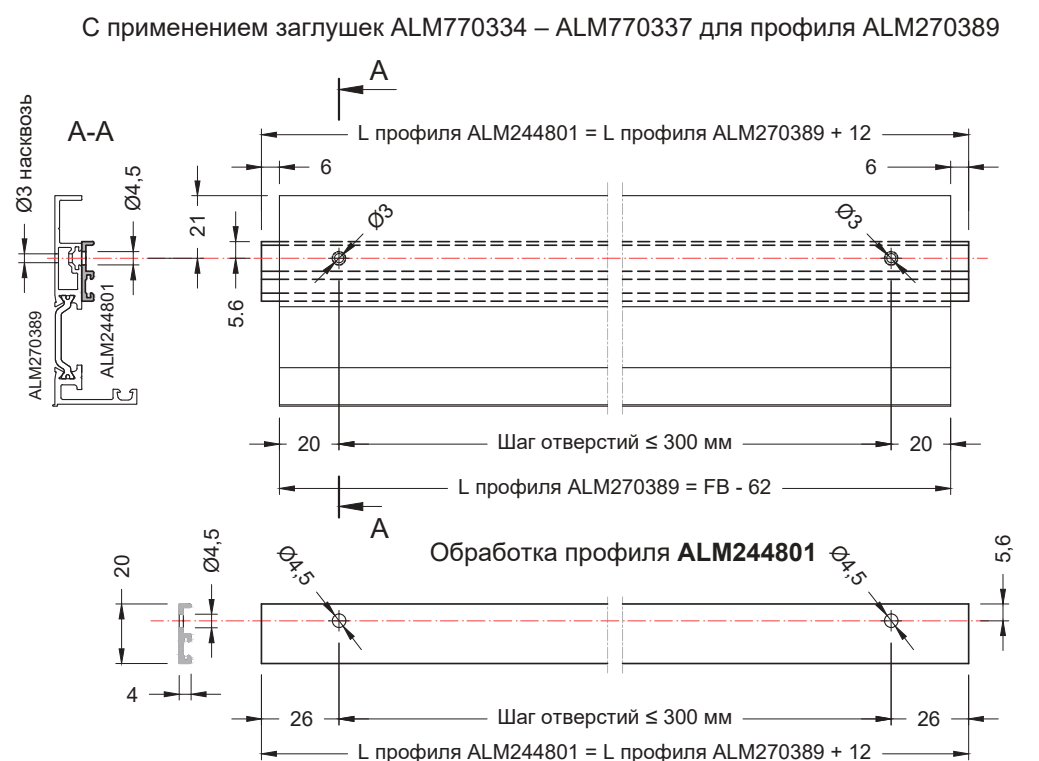 С применением заглушек ALM770334 – ALM770337 для профиля ALM270389
A
A-A
L профиля ALM244801 = L профиля ALM270389 + 12
6
6
Ø3 насквозь
Ø4,5
21
Ø3
Ø3
5.6
ALM270389
ALM244801
20
Шаг отверстий ≤ 300 мм
20
L профиля ALM270389 = FB - 62
A
Обработка профиля ALM244801
20
Ø4,5
Ø4,5
Ø4,5
5,6
4
26
Шаг отверстий ≤ 300 мм
26
L профиля ALM244801 = L профиля ALM270389 + 12